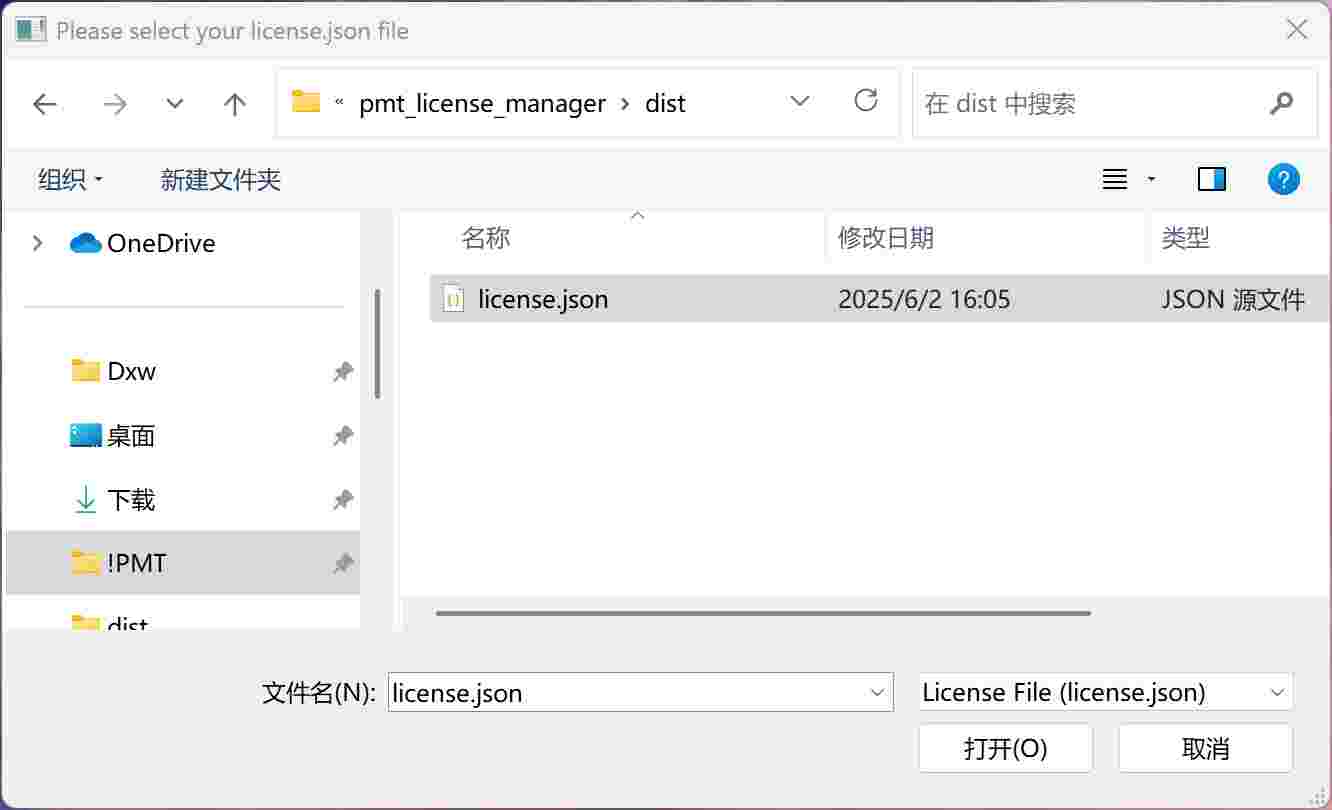 Please select your license.json file
« pmt_license_manager › dist
在 dist 中搜索
组织
新建文件夹
?
OneDrive
名称 修改日期 类型
license.json 2025/6/2 16:05 JSON 源文件
Dxw
桌面
下载
!PMT
dist
文件名(N): license.json License File (license.json)
打开(O) 取消